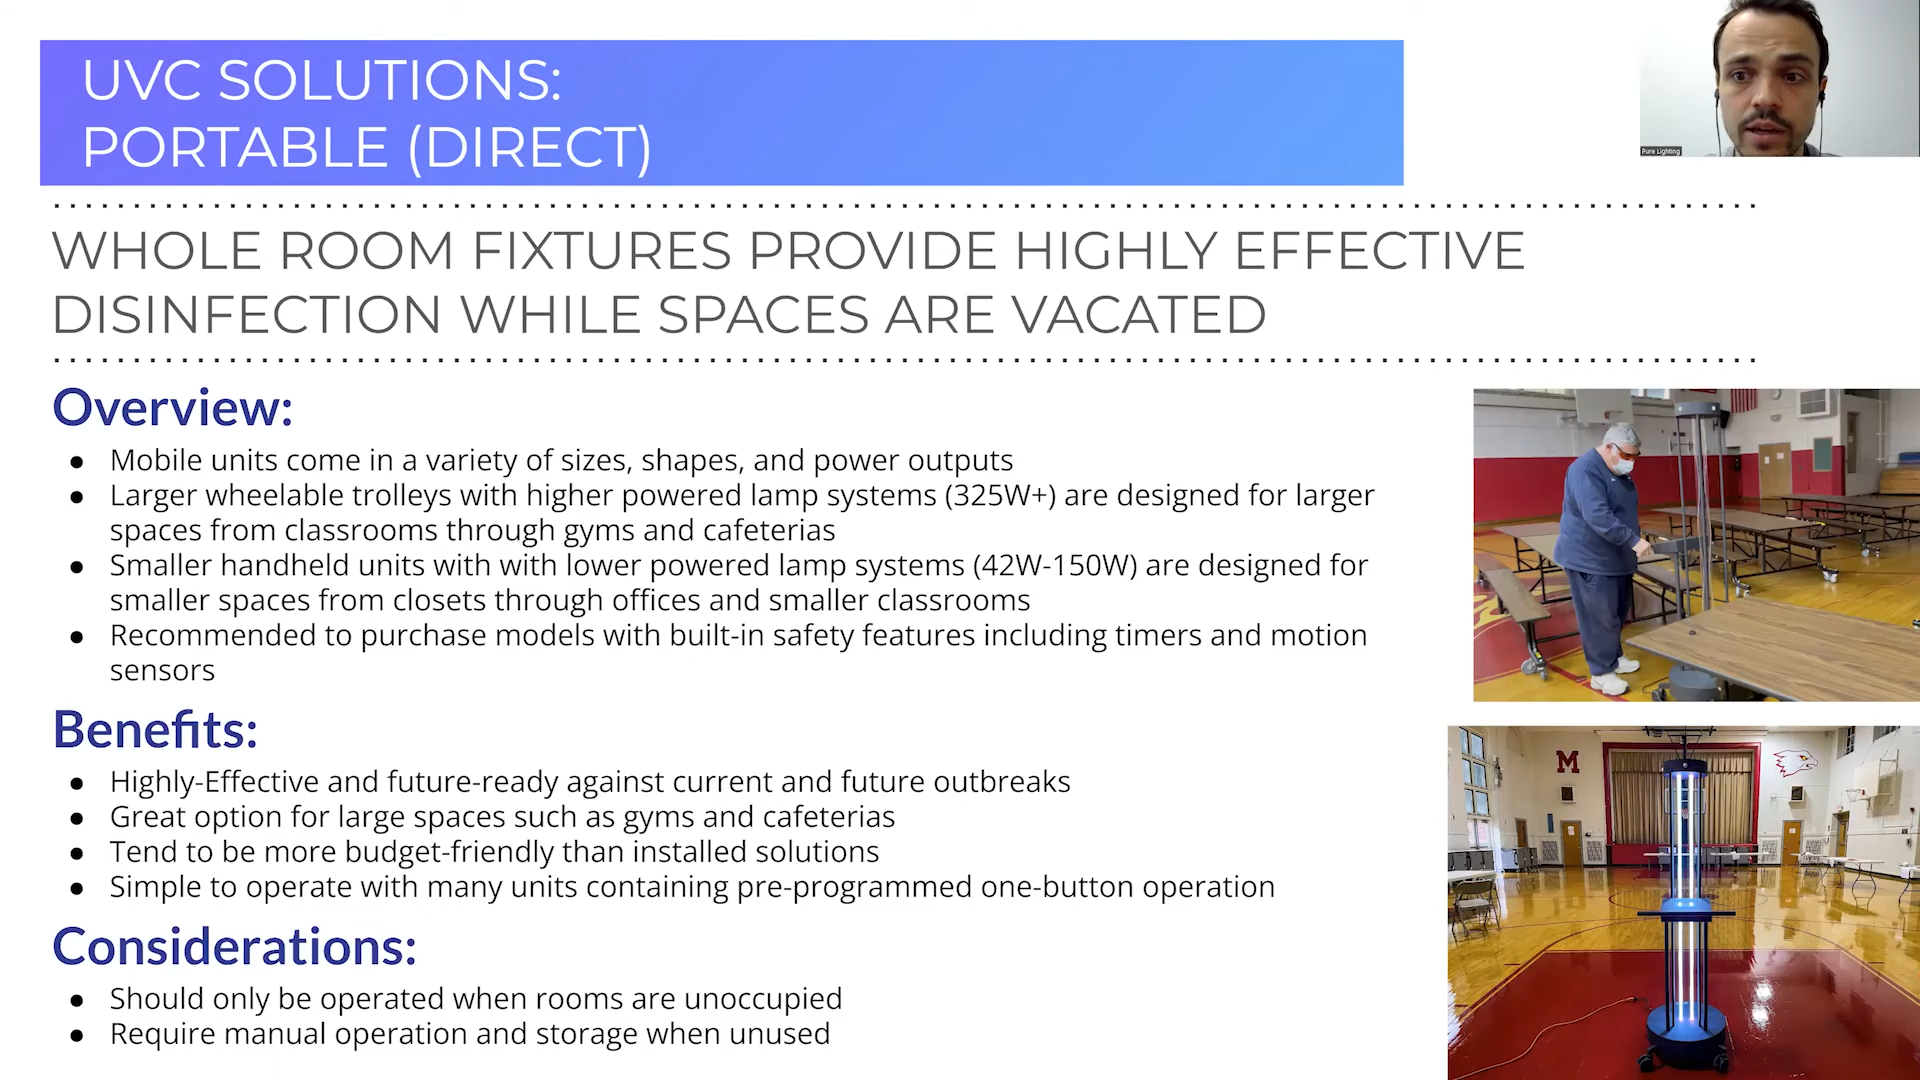 UVC SOLUTIONS:
PORTABLE (DIRECT)
Pure Lighting
WHOLE ROOM FIXTURES PROVIDE HIGHLY EFFECTIVE
DISINFECTION WHILE SPACES ARE VACATED
Overview:
● Mobile units come in a variety of sizes, shapes, and power outputs
● Larger wheelable trolleys with higher powered lamp systems (325W+) are designed for larger
spaces from classrooms through gyms and cafeterias
● Smaller handheld units with with lower powered lamp systems (42W-150W) are designed for
smaller spaces from closets through offices and smaller classrooms
● Recommended to purchase models with built-in safety features including timers and motion
sensors
Benefits:
● Highly-Effective and future-ready against current and future outbreaks
● Great option for large spaces such as gyms and cafeterias
● Tend to be more budget-friendly than installed solutions
● Simple to operate with many units containing pre-programmed one-button operation
Considerations:
● Should only be operated when rooms are unoccupied
● Require manual operation and storage when unused
M